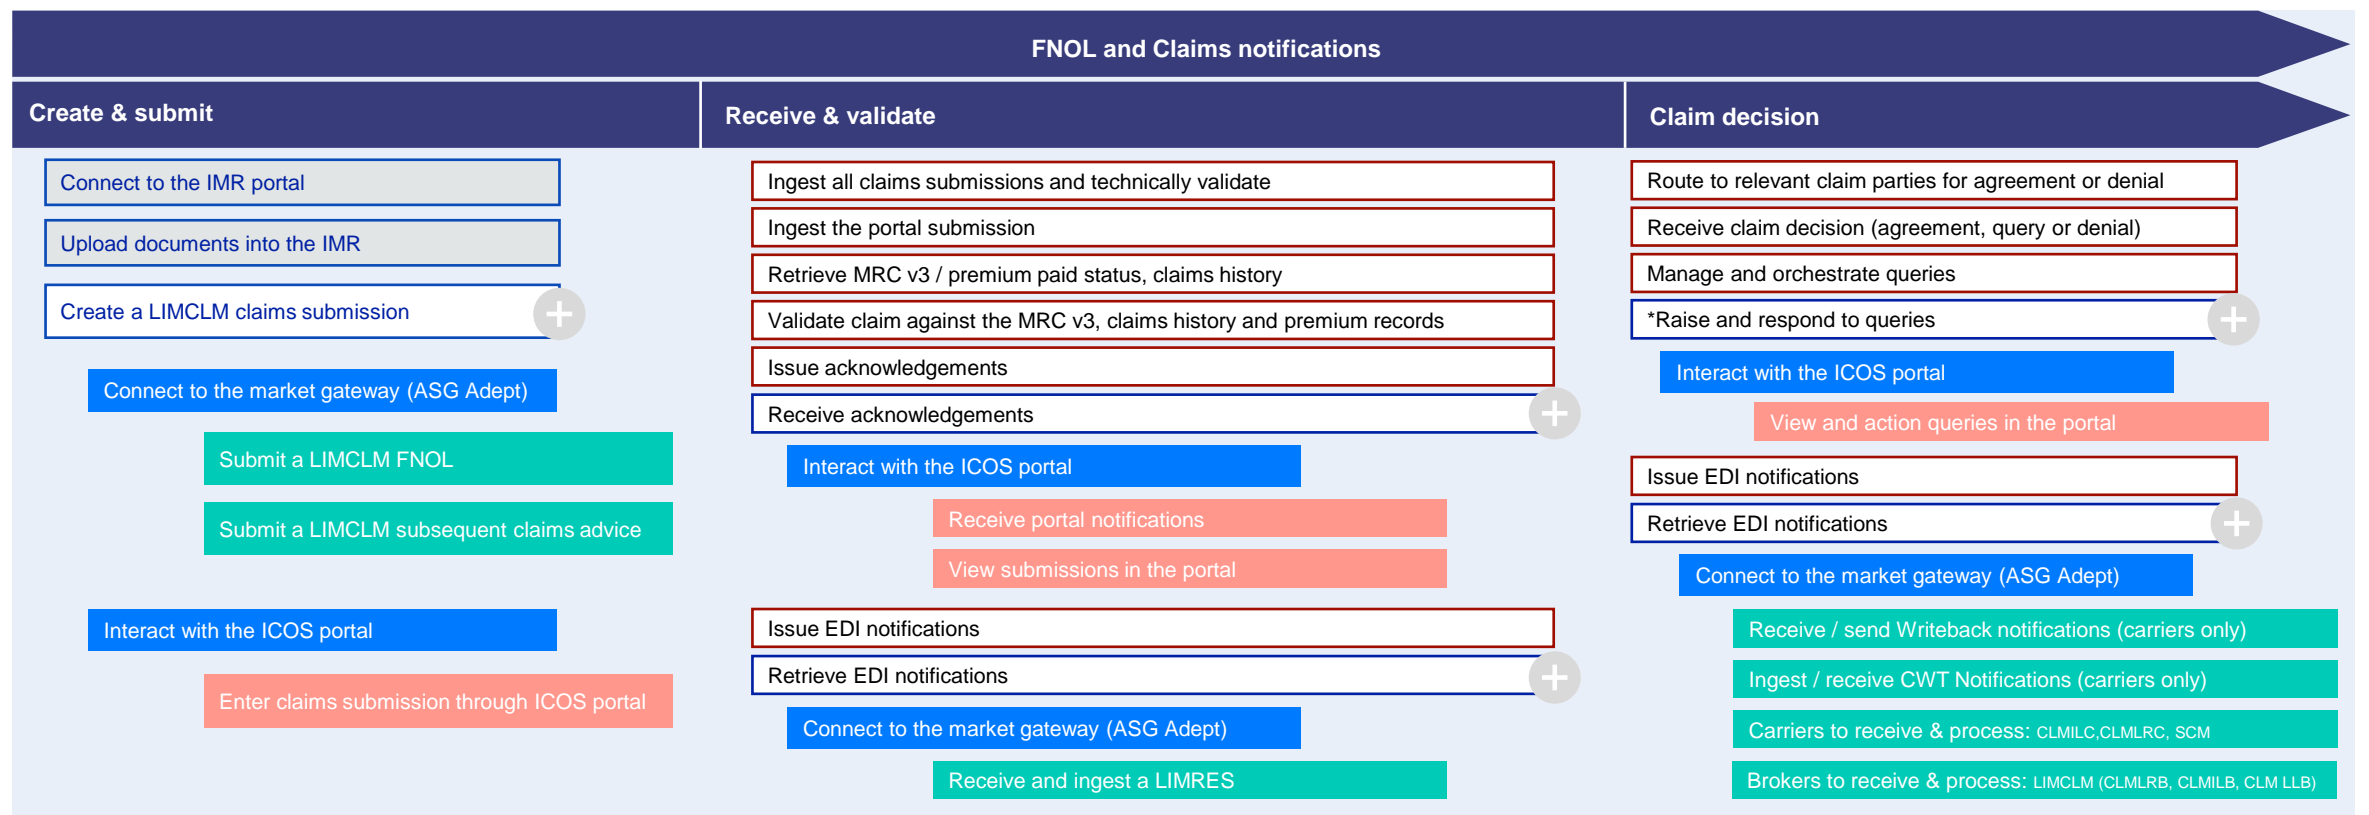 FNOL and Claims notifications
Create & submit
Connect to the IMR portal
Upload documents into the IMR
Create a LIMCLM claims submission
Connect to the market gateway (ASG Adept)
Submit a LIMCLM FNOL
Submit a LIMCLM subsequent claims advice
Interact with the ICOS portal
Enter claims submission through ICOS portal
Receive & validate
Ingest all claims submissions and technically validate
Ingest the portal submission
Retrieve MRC v3 / premium paid status, claims history
Validate claim against the MRC v3, claims history and premium records
Issue acknowledgements
Receive acknowledgements
Interact with the ICOS portal
Receive portal notifications
View submissions in the portal
Issue EDI notifications
Retrieve EDI notifications
Connect to the market gateway (ASG Adept)
Receive and ingest a LIMRES
Claim decision
Route to relevant claim parties for agreement or denial
Receive claim decision (agreement, query or denial)
Manage and orchestrate queries
*Raise and respond to queries
Interact with the ICOS portal
View and action queries in the portal
Issue EDI notifications
Retrieve EDI notifications
Connect to the market gateway (ASG Adept)
Receive / send Writeback notifications (carriers only)
Ingest / receive CWT Notifications (carriers only)
Carriers to receive & process: CLMILC,CLMLRC, SCM
Brokers to receive & process: LIMCLM (CLMLRB, CLMILB, CLM LLB)